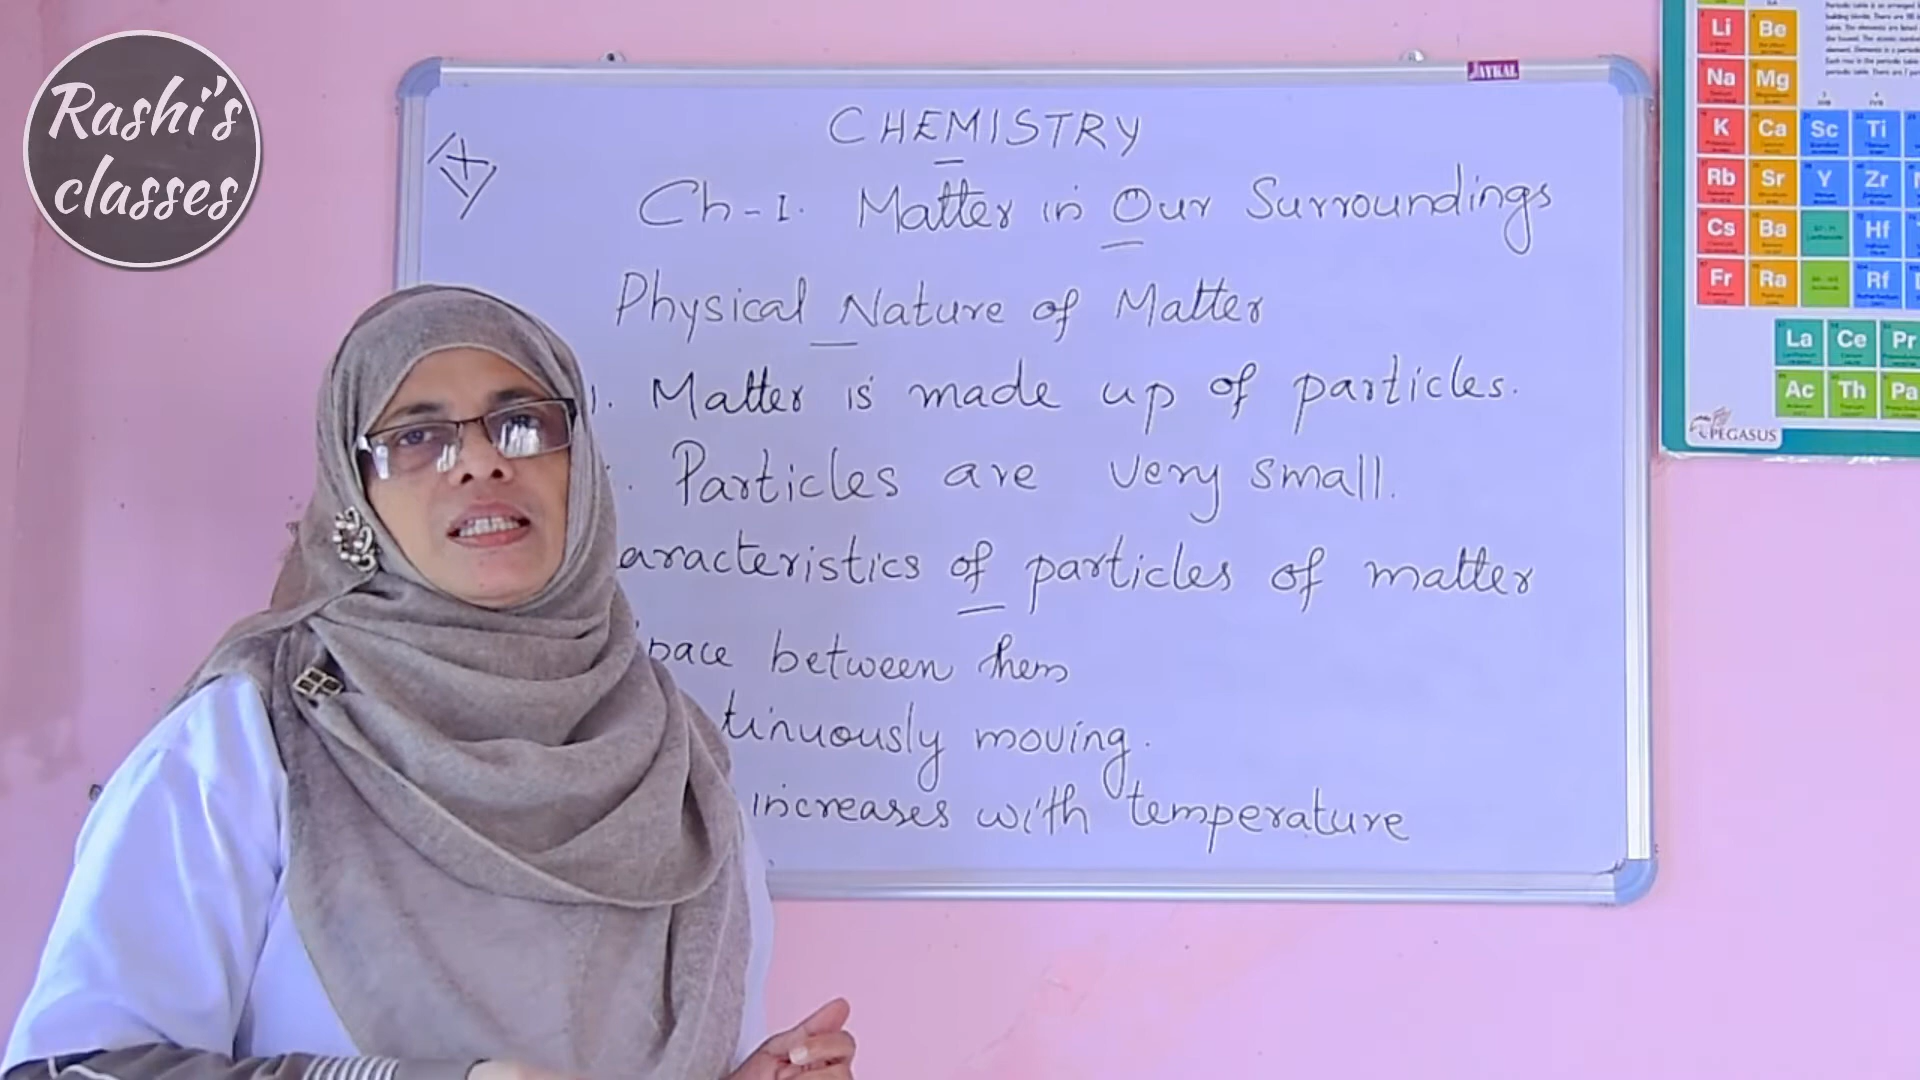 Rashi's
classes
JAYKAL
CHEMISTRY
Ch-1. Matter in Our Surroundings
Physical Nature of Matter
1. Matter is made up of particles.
. Particles are very small.
aracteristics of particles of matter
pace between them
tinuously moving.
increases with temperature
Li Be
Na Mg
K Ca Sc Ti
Rb Sr Y Zr
Cs Ba Hf
Fr Ra Rf
La Ce Pr
Ac Th Pa
PEGASUS